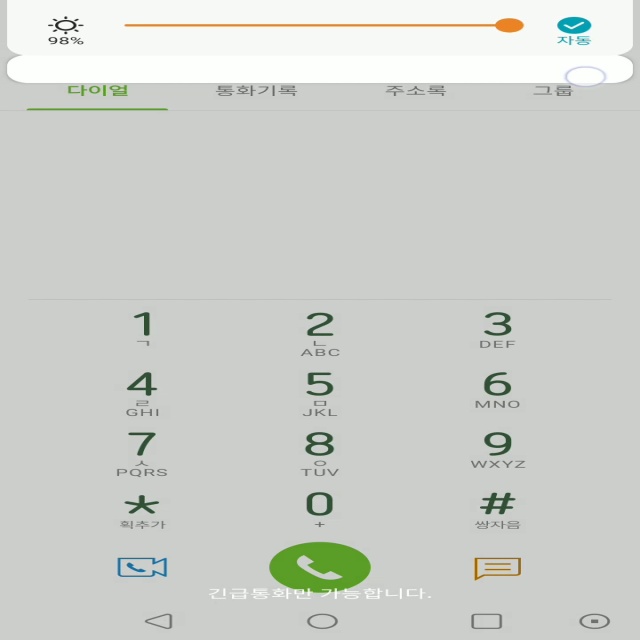 98% 자동
다이얼 통화기록 주소록 그룹
1 2 3
ㄱ ㄴ
ABC DEF
4 5 6
ㄹ ㅁ
GHI JKL MNO
7 8 9
ㅅ ㅇ
PQRS TUV WXYZ
* 0 #
획추가 + 쌍자음
긴급통화만 가능합니다.